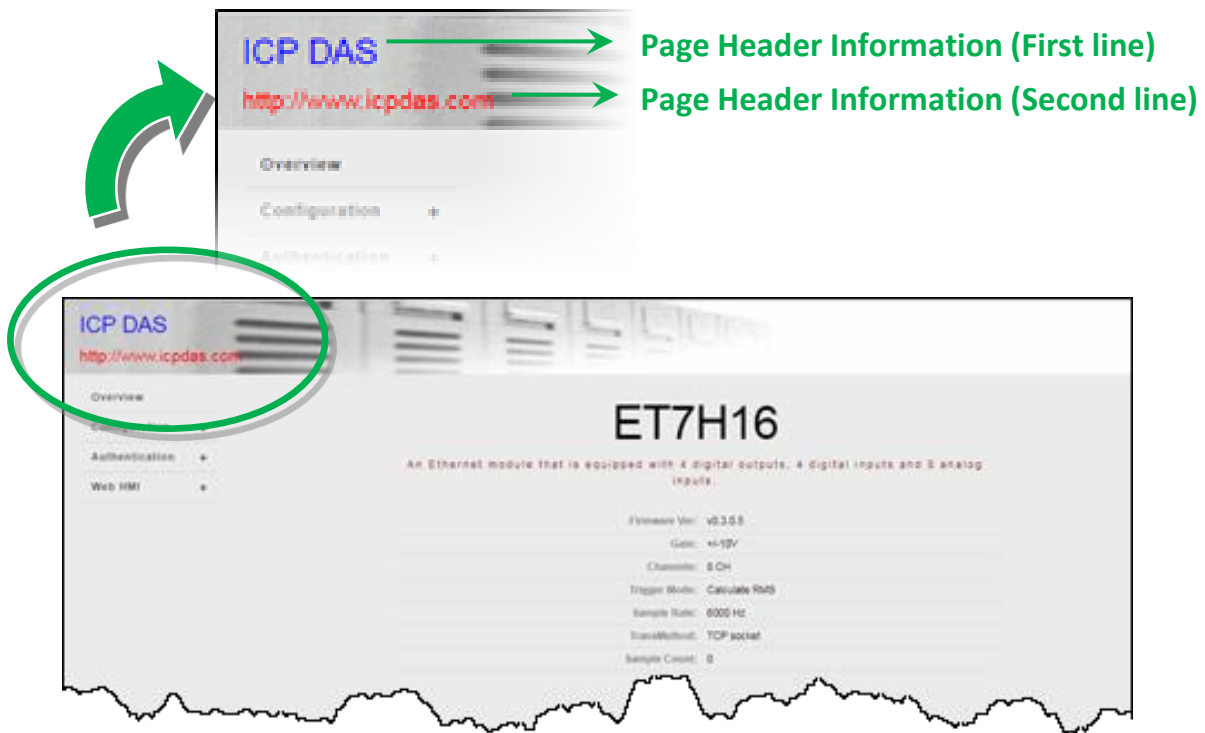 ICP DAS
Page Header Information (First line)
http://www.icpdas.com
Page Header Information (Second line)
Overview
Configuration +
Authentication +
ICP DAS
http://www.icpdas.com
Overview
Configuration +
Authentication +
Web HMI +
ET7H16
An Ethernet module that is equipped with 4 digital outputs, 4 digital inputs and 8 analog
inputs.
Firmware Ver: v0.3.0.5
Gain: +/-10V
Channels: 8 CH
Trigger Mode: Calculate RMS
Sample Rate: 6000 Hz
TransMethod: TCP socket
Sample Count: 0